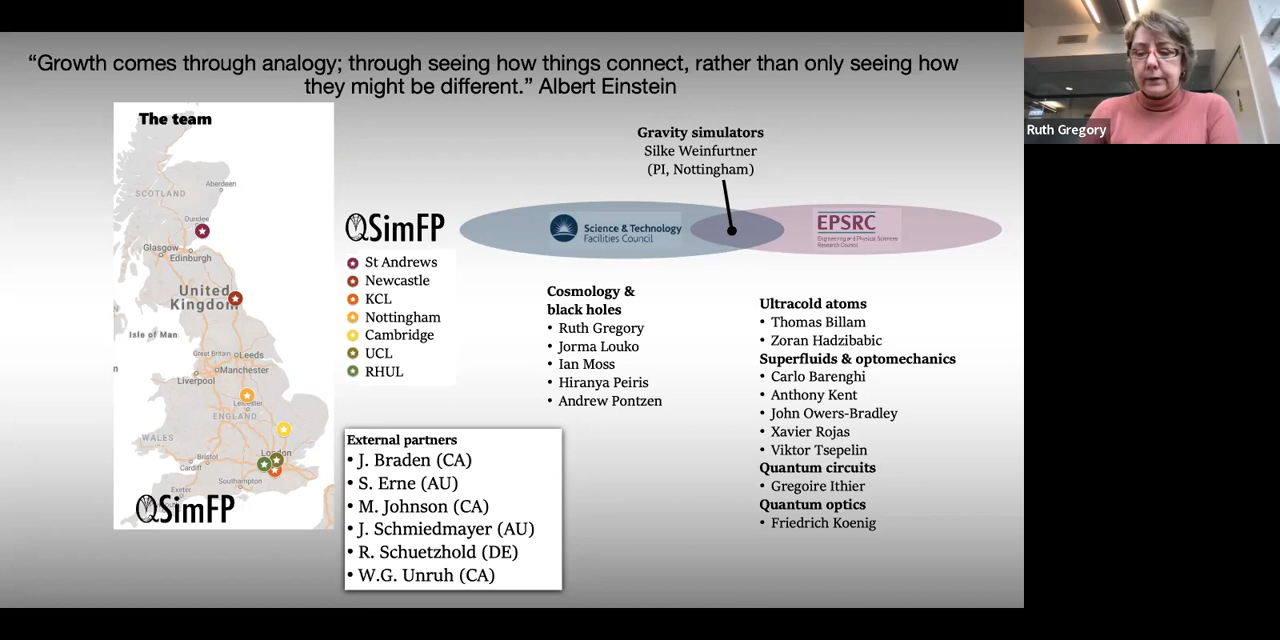 “Growth comes through analogy; through seeing how things connect, rather than only seeing how
they might be different.” Albert Einstein
The team
Aberdeen
SCOTLAND
Dundee
Glasgow
Edinburgh
United
Kingdom
Isle of Man
Great Britain
Leeds
Manchester
Liverpool
Leicester
ENGLAND
WALES
London
Bristol
Cardiff
Southampton
Exeter
QSimFP
QSimFP
St Andrews
Newcastle
KCL
Nottingham
Cambridge
UCL
RHUL
External partners
• J. Braden (CA)
• S. Erne (AU)
• M. Johnson (CA)
• J. Schmiedmayer (AU)
• R. Schuetzhold (DE)
• W.G. Unruh (CA)
Gravity simulators
Silke Weinfurtner
(PI, Nottingham)
Science & Technology
Facilities Council
EPSRC
Engineering and Physical Sciences
Research Council
Cosmology &
black holes
• Ruth Gregory
• Jorma Louko
• Ian Moss
• Hiranya Peiris
• Andrew Pontzen
Ultracold atoms
• Thomas Billam
• Zoran Hadzibabic
Superfluids & optomechanics
• Carlo Barenghi
• Anthony Kent
• John Owers-Bradley
• Xavier Rojas
• Viktor Tsepelin
Quantum circuits
• Gregoire Ithier
Quantum optics
• Friedrich Koenig
Ruth Gregory